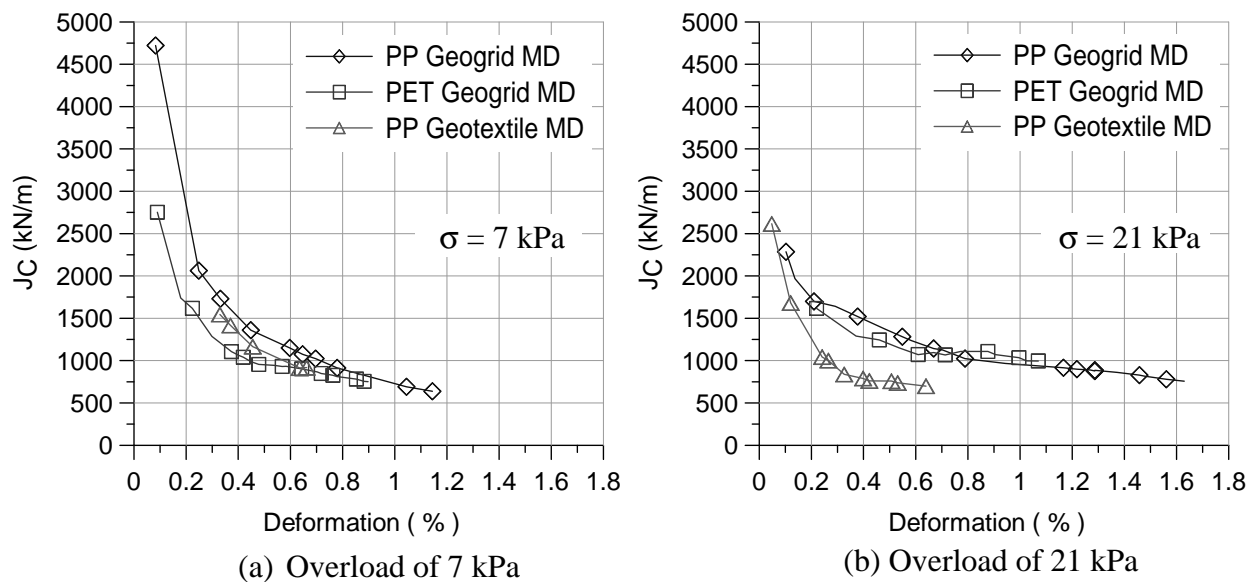 5000
4500
4000
3500
3000
2500
2000
1500
1000
500
0
JC (kN/m)
PP Geogrid MD
PET Geogrid MD
PP Geotextile MD
σ = 7 kPa
0 0.2 0.4 0.6 0.8 1 1.2 1.4 1.6 1.8
Deformation ( % )
(a) Overload of 7 kPa
5000
4500
4000
3500
3000
2500
2000
1500
1000
500
0
JC (kN/m)
PP Geogrid MD
PET Geogrid MD
PP Geotextile MD
σ = 21 kPa
0 0.2 0.4 0.6 0.8 1 1.2 1.4 1.6 1.8
Deformation ( % )
(b) Overload of 21 kPa